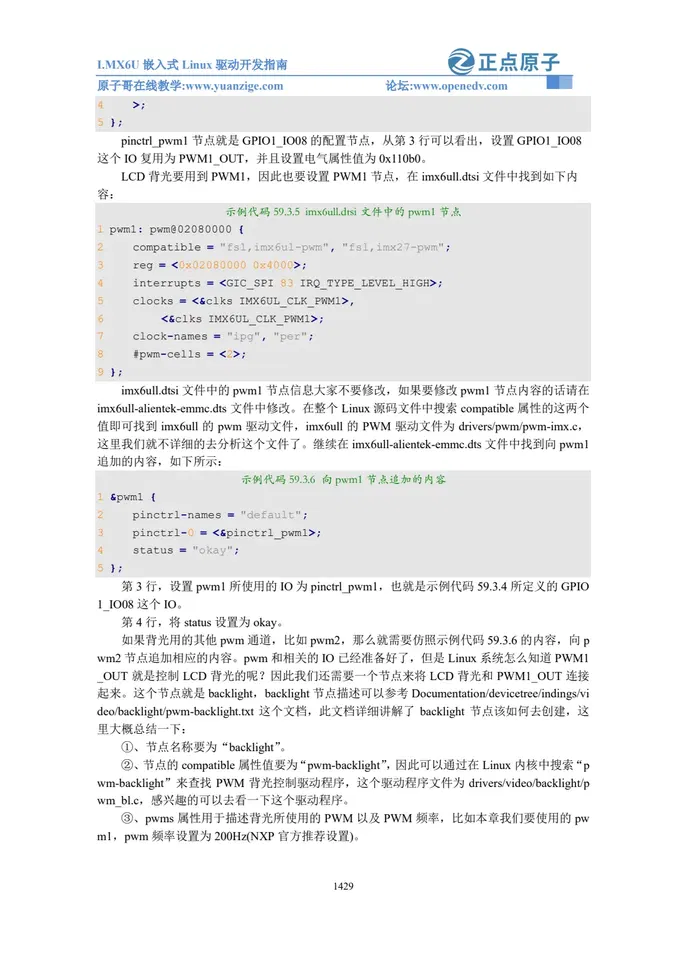 I.MX6U 嵌入式 Linux 驱动开发指南
正点原子
原子哥在线教学:www.yuanzige.com 论坛:www.openedv.com
4 >;
5 };
pinctrl_pwm1 节点就是 GPIO1_IO08 的配置节点，从第 3 行可以看出，设置 GPIO1_IO08
这个 IO 复用为 PWM1_OUT，并且设置电气属性值为 0x110b0。
LCD 背光要用到 PWM1，因此也要设置 PWM1 节点，在 imx6ull.dtsi 文件中找到如下内
容：
示例代码 59.3.5 imx6ull.dtsi 文件中的 pwm1 节点
1 pwm1: pwm@02080000 {
2 compatible = "fsl,imx6ul-pwm", "fsl,imx27-pwm";
3 reg = <0x02080000 0x4000>;
4 interrupts = <GIC_SPI 83 IRQ_TYPE_LEVEL_HIGH>;
5 clocks = <&clks IMX6UL_CLK_PWM1>,
6 <&clks IMX6UL_CLK_PWM1>;
7 clock-names = "ipg", "per";
8 #pwm-cells = <2>;
9 };
imx6ull.dtsi 文件中的 pwm1 节点信息大家不要修改，如果要修改 pwm1 节点内容的话请在
imx6ull-alientek-emmc.dts 文件中修改。在整个 Linux 源码文件中搜索 compatible 属性的这两个
值即可找到 imx6ull 的 pwm 驱动文件，imx6ull 的 PWM 驱动文件为 drivers/pwm/pwm-imx.c，
这里我们就不详细的去分析这个文件了。继续在 imx6ull-alientek-emmc.dts 文件中找到向 pwm1
追加的内容，如下所示：
示例代码 59.3.6 向 pwm1 节点追加的内容
1 &pwm1 {
2 pinctrl-names = "default";
3 pinctrl-0 = <&pinctrl_pwm1>;
4 status = "okay";
5 };
第 3 行，设置 pwm1 所使用的 IO 为 pinctrl_pwm1，也就是示例代码 59.3.4 所定义的 GPIO
1_IO08 这个 IO。
第 4 行，将 status 设置为 okay。
如果背光用的其他 pwm 通道，比如 pwm2，那么就需要仿照示例代码 59.3.6 的内容，向 p
wm2 节点追加相应的内容。pwm 和相关的 IO 已经准备好了，但是 Linux 系统怎么知道 PWM1
_OUT 就是控制 LCD 背光的呢？因此我们还需要一个节点来将 LCD 背光和 PWM1_OUT 连接
起来。这个节点就是 backlight，backlight 节点描述可以参考 Documentation/devicetree/indings/vi
deo/backlight/pwm-backlight.txt 这个文档，此文档详细讲解了 backlight 节点该如何去创建，这
里大概总结一下：
①、节点名称要为“backlight”。
②、节点的 compatible 属性值要为“pwm-backlight”，因此可以通过在 Linux 内核中搜索“p
wm-backlight”来查找 PWM 背光控制驱动程序，这个驱动程序文件为 drivers/video/backlight/p
wm_bl.c，感兴趣的可以去看一下这个驱动程序。
③、pwms 属性用于描述背光所使用的 PWM 以及 PWM 频率，比如本章我们要使用的 pw
m1，pwm 频率设置为 200Hz(NXP 官方推荐设置)。
1429